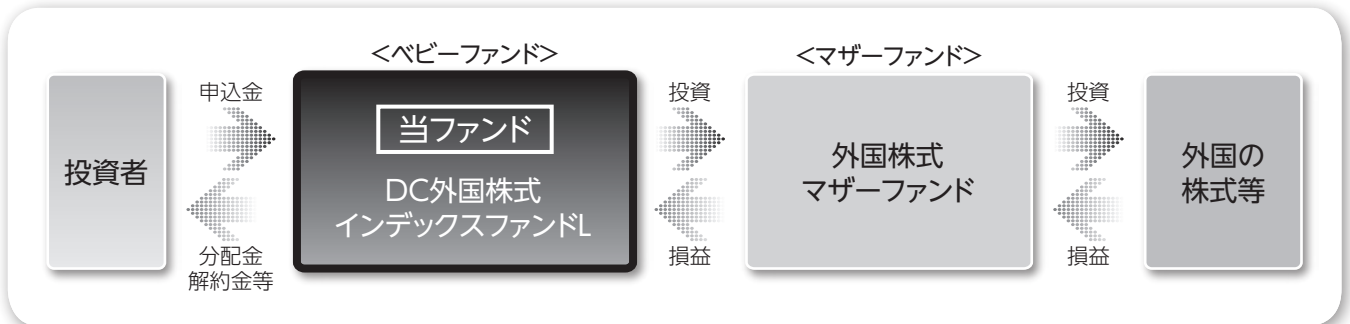 <ベビーファンド>
<マザーファンド>
投資者
申込金
分配金
解約金等
当ファンド
DC外国株式
インデックスファンドL
投資
損益
外国株式
マザーファンド
投資
損益
外国の
株式等